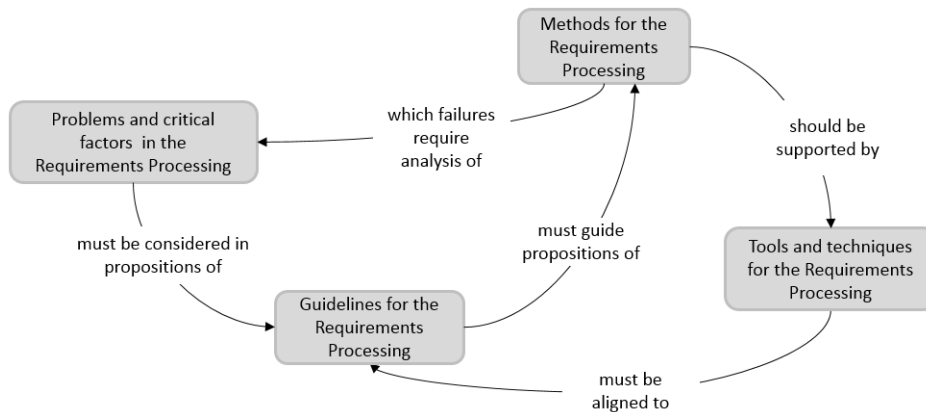 Methods for the
Requirements
Processing
which failures
require
analysis of
Problems and critical
factors in the
Requirements Processing
should be
supported by
must be considered in
propositions of
must guide
propositions of
Tools and techniques
for the Requirements
Processing
Guidelines for the
Requirements
Processing
must be
aligned to